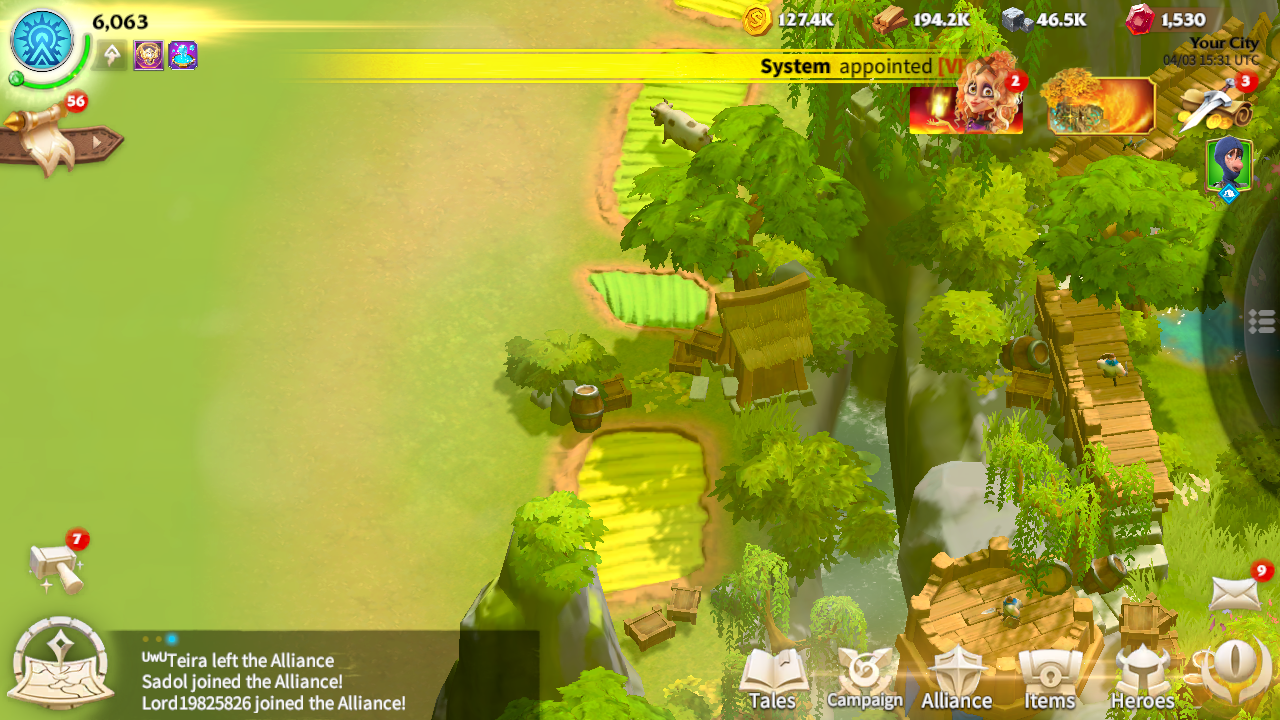 6,063
127.4K
194.2K
46.5K
1,530
Your City
04/03 15:31 UTC
System appointed [VI
2
3
56
7
9
UwUTeira left the Alliance
Sadol joined the Alliance!
Lord19825826 joined the Alliance!
Tales
Campaign
Alliance
Items
Heroes